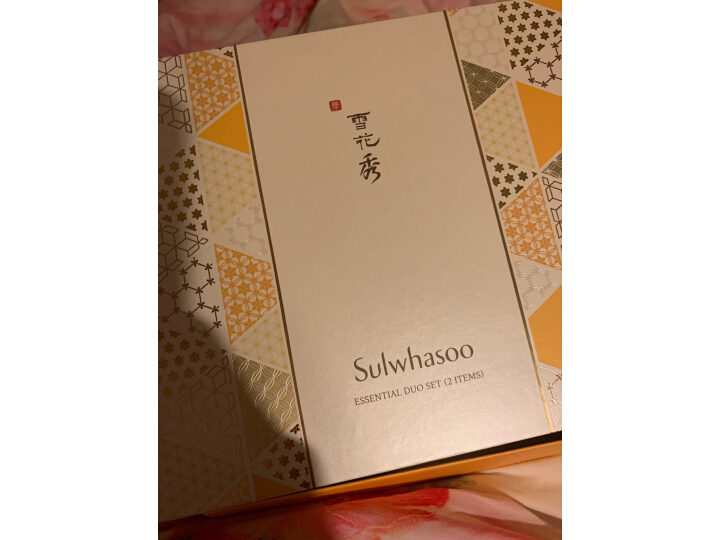 雪
花
秀
Sulwhasoo
ESSENTIAL DUO SET (2 ITEMS)